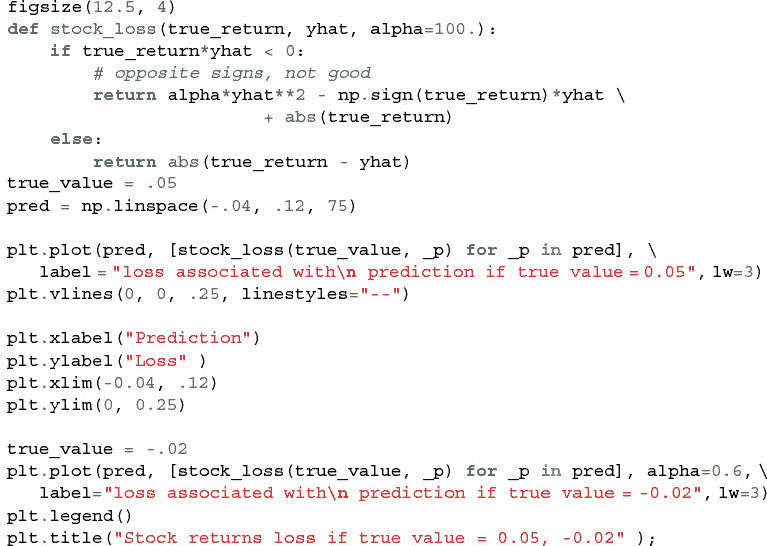 figsize(12.5, 4)
def stock_loss(true_return, yhat, alpha=100.):
    if true_return*yhat < 0:
        # opposite signs, not good
        return alpha*yhat**2 - np.sign(true_return)*yhat \
                        + abs(true_return)
    else:
        return abs(true_return - yhat)
true_value = .05
pred = np.linspace(-.04, .12, 75)

plt.plot(pred, [stock_loss(true_value, _p) for _p in pred], \
   label = "loss associated with\n prediction if true value = 0.05", lw=3)
plt.vlines(0, 0, .25, linestyles="--")

plt.xlabel("Prediction")
plt.ylabel("Loss" )
plt.xlim(-0.04, .12)
plt.ylim(0, 0.25)

true_value = -.02
plt.plot(pred, [stock_loss(true_value, _p) for _p in pred], alpha=0.6, \
   label="loss associated with\n prediction if true value = -0.02", lw=3)
plt.legend()
plt.title("Stock returns loss if true value = 0.05, -0.02" );